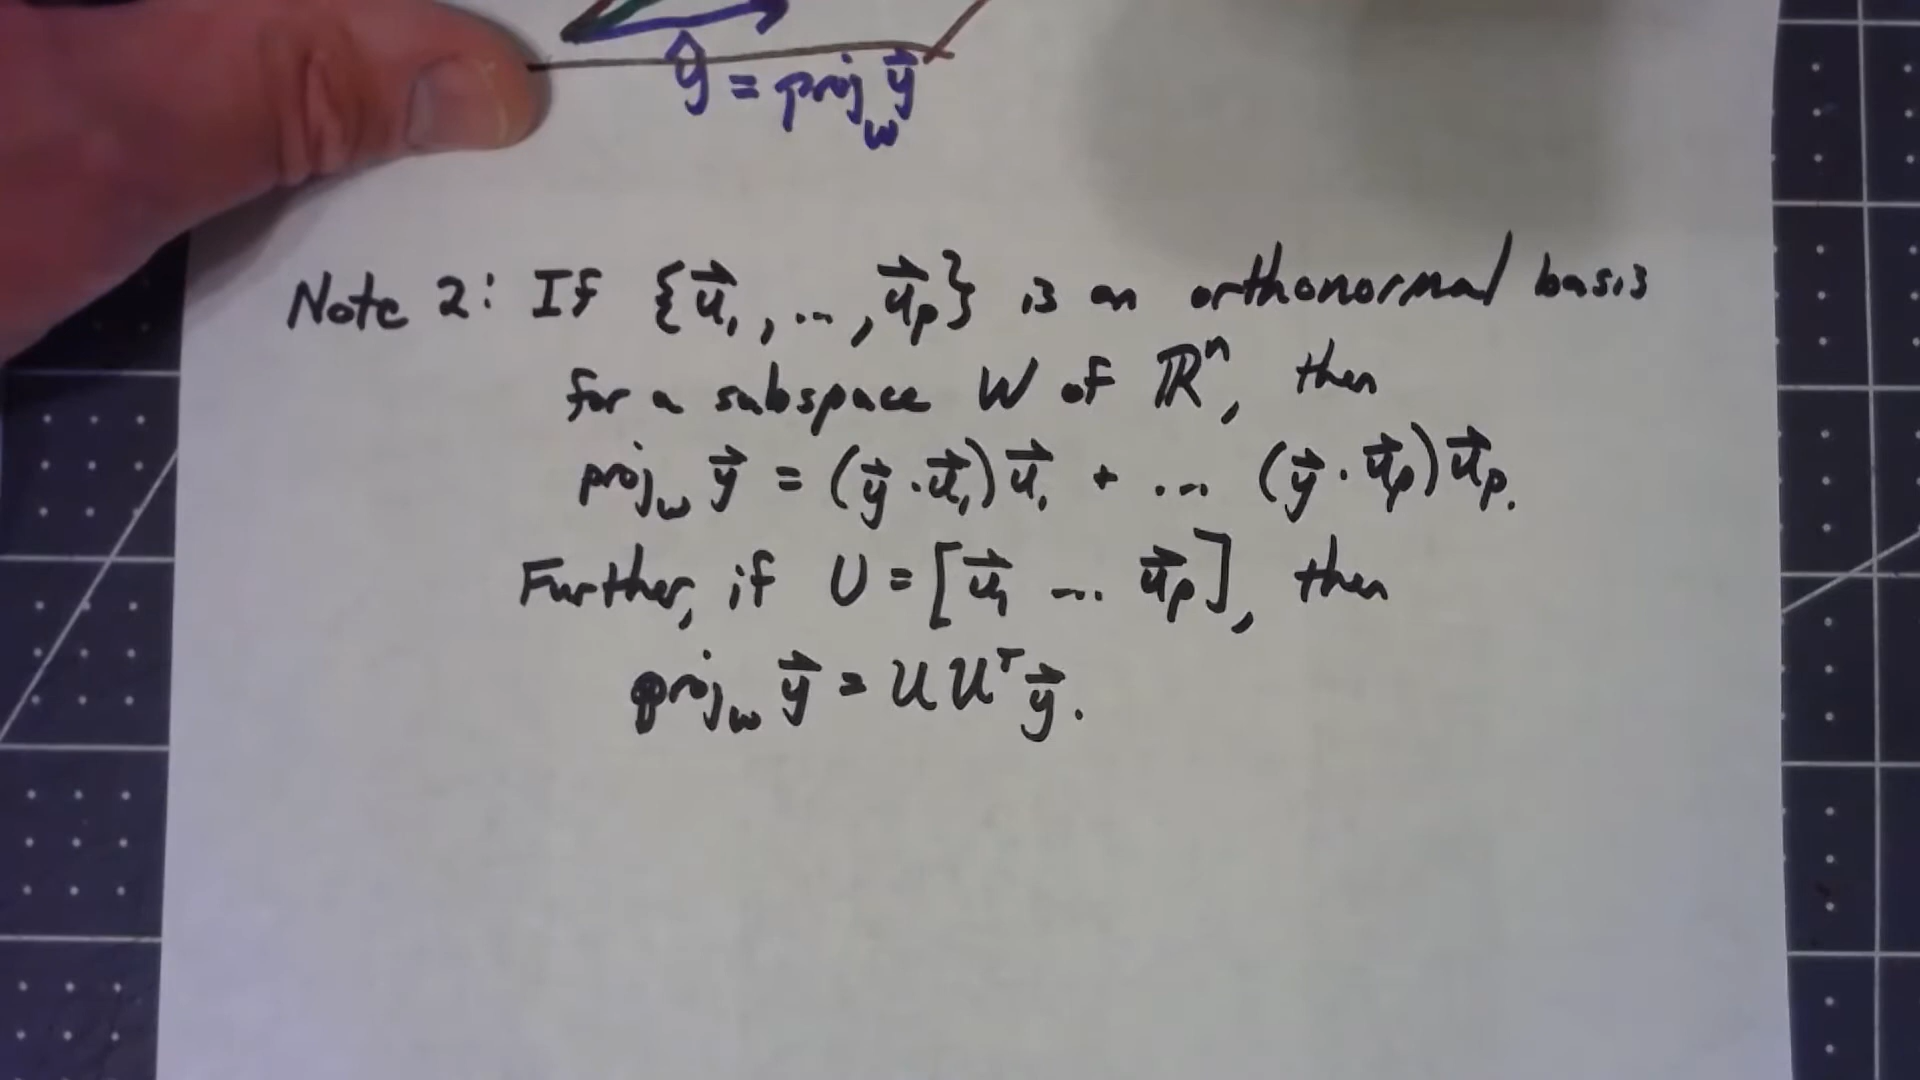 ŷ = proj_W y⃗
Note 2: If {u⃗₁, ..., u⃗ₚ} is an orthonormal basis
for a subspace W of ℝⁿ, then
proj_W y⃗ = (y⃗ · u⃗₁) u⃗₁ + ... (y⃗ · u⃗ₚ) u⃗ₚ.
Further, if U = [u⃗₁ ... u⃗ₚ], then
proj_W y⃗ = U Uᵀ y⃗.